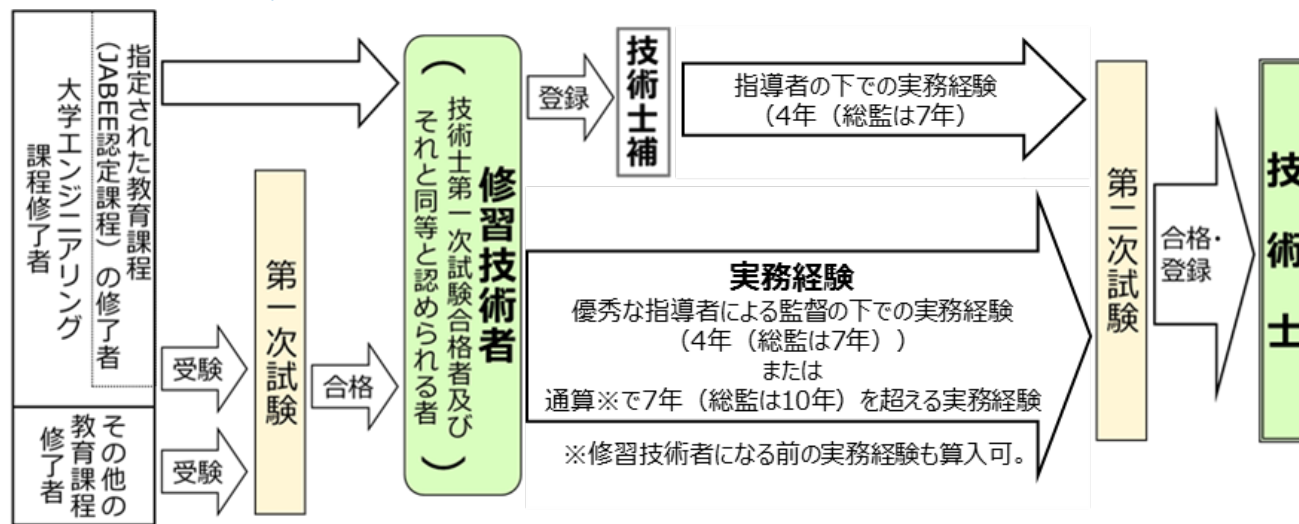 大学エンジニアリング
課程修了者
指定された教育課程
（JABEE認定課程）の修了者
その他の
教育課程
修了者
受験
受験
第一次試験
合格
修習技術者
（技術士第一次試験合格者及び
それと同等と認められる者）
登録
技術士補
指導者の下での実務経験
（4年（総監は7年）
実務経験
優秀な指導者による監督の下での実務経験
（4年（総監は7年））
または
通算※で7年（総監は10年）を超える実務経験
※修習技術者になる前の実務経験も算入可。
第二次試験
合格・
登録
技術士